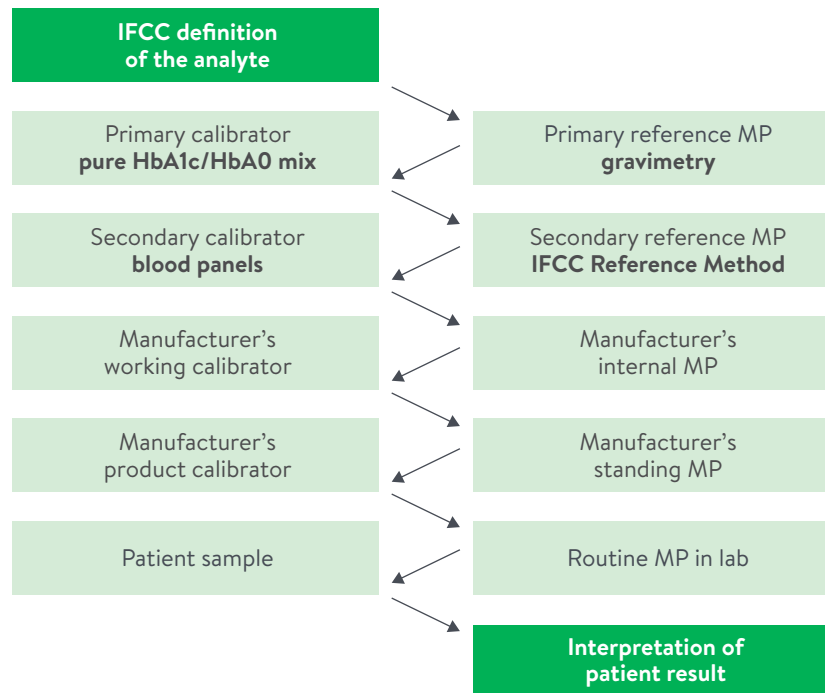 IFCC definition
of the analyte
Primary calibrator
pure HbA1c/HbA0 mix
Primary reference MP
gravimetry
Secondary calibrator
blood panels
Secondary reference MP
IFCC Reference Method
Manufacturer's
working calibrator
Manufacturer's
internal MP
Manufacturer's
product calibrator
Manufacturer's
standing MP
Patient sample
Routine MP in lab
Interpretation of
patient result